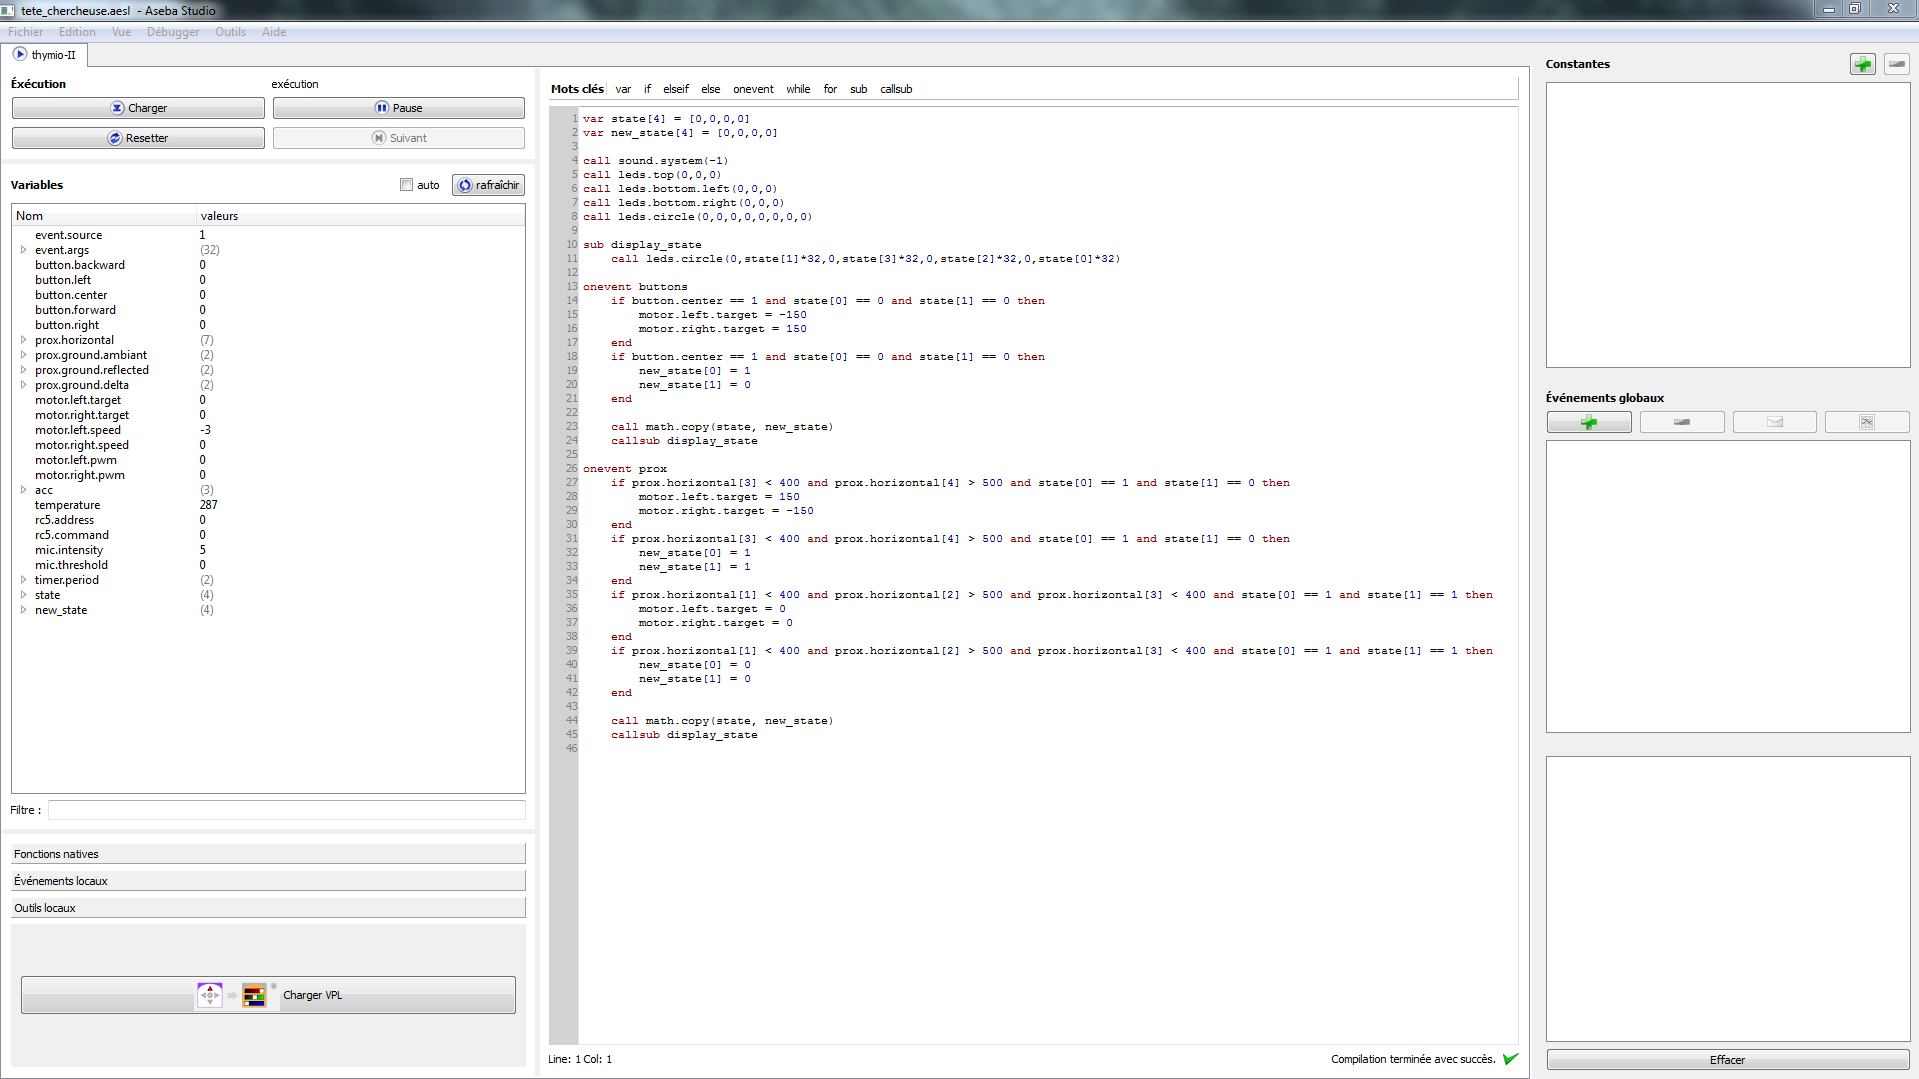 tete_chercheuse.aesl - Aseba Studio
Fichier Edition Vue Débugger Outils Aide
thymio-II
Éxécution exécution
Charger Pause
Resetter Suivant
Variables auto rafraîchir
Nom valeurs
event.source 1
event.args (32)
button.backward 0
button.left 0
button.center 0
button.forward 0
button.right 0
prox.horizontal (7)
prox.ground.ambiant (2)
prox.ground.reflected (2)
prox.ground.delta (2)
motor.left.target 0
motor.right.target 0
motor.left.speed -3
motor.right.speed 0
motor.left.pwm 0
motor.right.pwm 0
acc (3)
temperature 287
rc5.address 0
rc5.command 0
mic.intensity 5
mic.threshold 0
timer.period (2)
state (4)
new_state (4)
Filtre :
Fonctions natives
Événements locaux
Outils locaux
Charger VPL
Mots clés var if elseif else onevent while for sub callsub
1 var state[4] = [0,0,0,0]
2 var new_state[4] = [0,0,0,0]
3
4 call sound.system(-1)
5 call leds.top(0,0,0)
6 call leds.bottom.left(0,0,0)
7 call leds.bottom.right(0,0,0)
8 call leds.circle(0,0,0,0,0,0,0,0)
9
10 sub display_state
11 call leds.circle(0,state[1]*32,0,state[3]*32,0,state[2]*32,0,state[0]*32)
12
13 onevent buttons
14 if button.center == 1 and state[0] == 0 and state[1] == 0 then
15 motor.left.target = -150
16 motor.right.target = 150
17 end
18 if button.center == 1 and state[0] == 0 and state[1] == 0 then
19 new_state[0] = 1
20 new_state[1] = 0
21 end
22
23 call math.copy(state, new_state)
24 callsub display_state
25
26 onevent prox
27 if prox.horizontal[3] < 400 and prox.horizontal[4] > 500 and state[0] == 1 and state[1] == 0 then
28 motor.left.target = 150
29 motor.right.target = -150
30 end
31 if prox.horizontal[3] < 400 and prox.horizontal[4] > 500 and state[0] == 1 and state[1] == 0 then
32 new_state[0] = 1
33 new_state[1] = 1
34 end
35 if prox.horizontal[1] < 400 and prox.horizontal[2] > 500 and prox.horizontal[3] < 400 and state[0] == 1 and state[1] == 1 then
36 motor.left.target = 0
37 motor.right.target = 0
38 end
39 if prox.horizontal[1] < 400 and prox.horizontal[2] > 500 and prox.horizontal[3] < 400 and state[0] == 1 and state[1] == 1 then
40 new_state[0] = 0
41 new_state[1] = 0
42 end
43
44 call math.copy(state, new_state)
45 callsub display_state
46
Line: 1 Col: 1 Compilation terminée avec succès.
Constantes
Événements globaux
Effacer